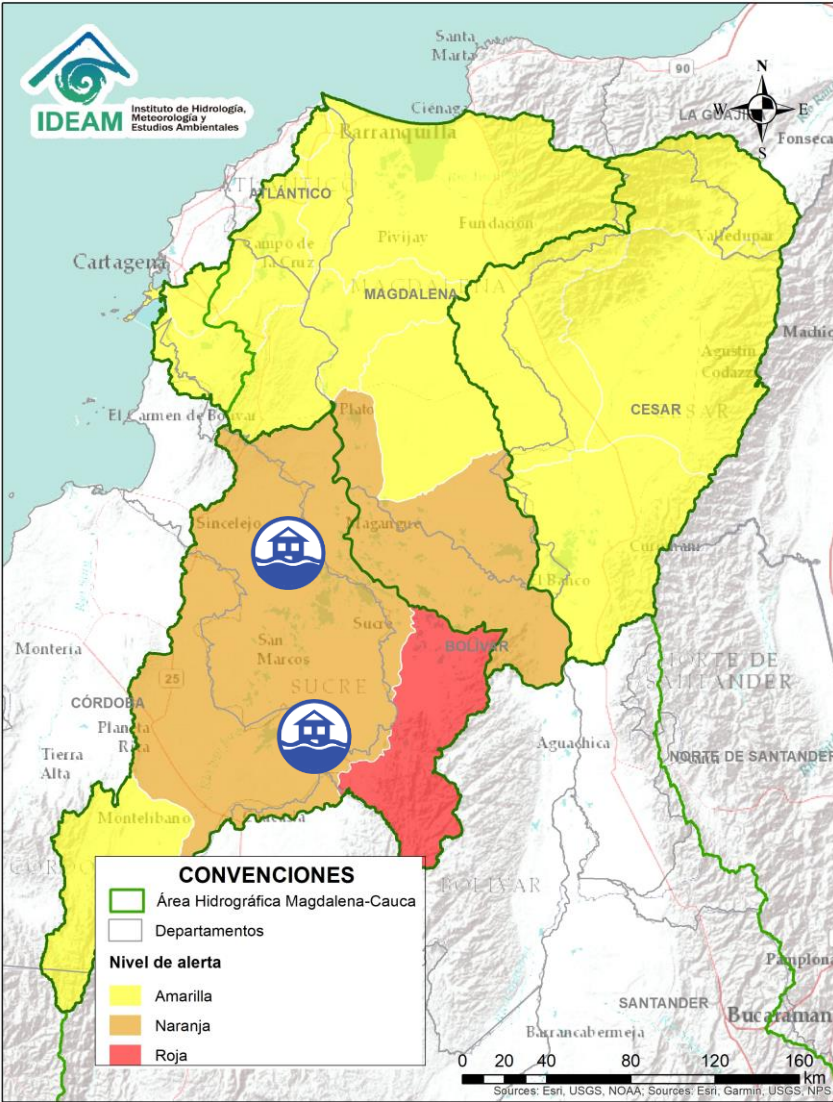 IDEAM
Instituto de Hidrología,
Meteorología y
Estudios Ambientales
Santa
Marta
90
N
W
E
S
Ciénaga
LA GUAJI
Fonseca
Barranquilla
ATLÁNTICO
Valledupar
Fundación
Pivijay
Campo de
la Cruz
Cartagena
MAGDALENA
MAGDALENA
Agustín
Codazzi
CESAR
El Carmen de Bolívar
Plato
Sincelejo
Magangue
El Banco
Sucre
BOLÍVAR
San
Marcos
Montería
SUCRE
25
CÓRDOBA
Planeta
Rica
Tierra
Alta
NORTE DE
SANTANDER
Aguachica
NORTE DE SANTANDER
Montelíbano
BOLÍVAR
CONVENCIONES
Área Hidrográfica Magdalena-Cauca
Departamentos
Nivel de alerta
Amarilla
Naranja
Roja
Pamplona
SANTANDER
Bucaraman
Barrancabermeja
0 20 40 80 120 160
km
Sources: Esri, USGS, NOAA; Sources: Esri, Garmin, USGS, NPS